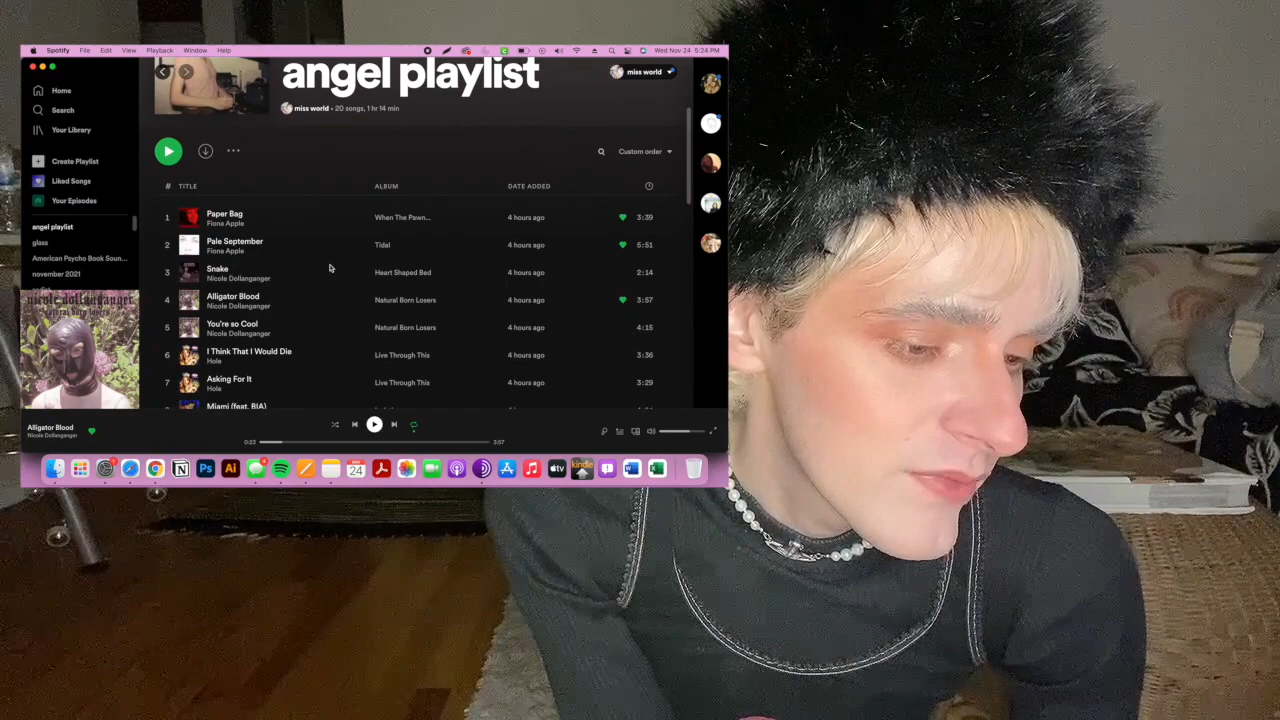 Spotify File Edit View Playback Window Help Wed Nov 24 5:24 PM
Home
Search
Your Library
Create Playlist
Liked Songs
Your Episodes
angel playlist
glass
American Psycho Book Soun...
november 2021
nicole dollanganger
natural born losers
angel playlist
miss world
miss world • 20 songs, 1 hr 14 min
Custom order
# TITLE ALBUM DATE ADDED
1 Paper Bag When The Pawn... 4 hours ago 3:39
Fiona Apple
2 Pale September Tidal 4 hours ago 5:51
Fiona Apple
3 Snake Heart Shaped Bed 4 hours ago 2:14
Nicole Dollanganger
4 Alligator Blood Natural Born Losers 4 hours ago 3:57
Nicole Dollanganger
5 You're so Cool Natural Born Losers 4 hours ago 4:15
Nicole Dollanganger
6 I Think That I Would Die Live Through This 4 hours ago 3:36
Hole
7 Asking For It Live Through This 4 hours ago 3:29
Hole
Miami (feat. BIA)
Alligator Blood
Nicole Dollanganger
0:23 3:57
NOV
24
Ps
Ai
tv
kindle
W
X